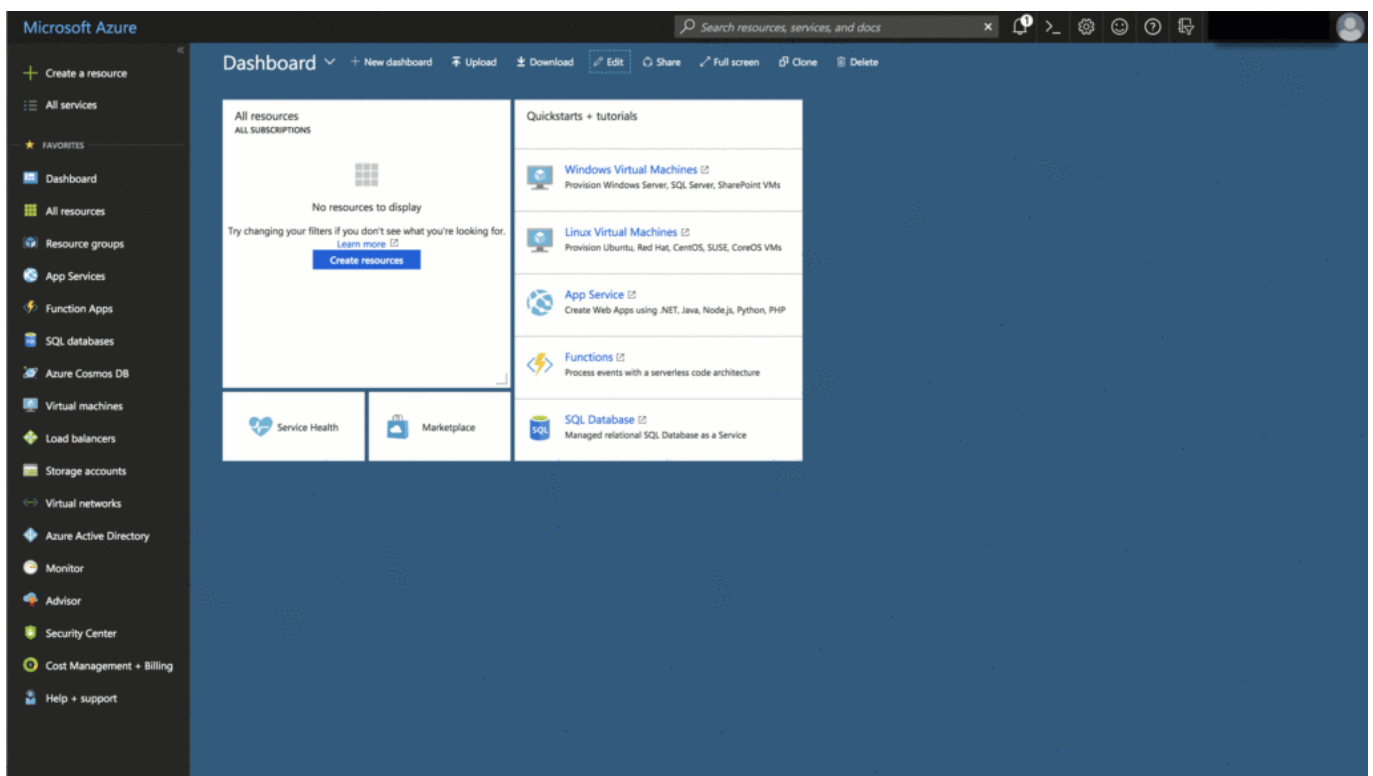 Microsoft Azure
Search resources, services, and docs
1
Create a resource
All services
FAVORITES
Dashboard
All resources
Resource groups
App Services
Function Apps
SQL databases
Azure Cosmos DB
Virtual machines
Load balancers
Storage accounts
Virtual networks
Azure Active Directory
Monitor
Advisor
Security Center
Cost Management + Billing
Help + support
Dashboard
New dashboard Upload Download Edit Share Full screen Clone Delete
All resources
ALL SUBSCRIPTIONS
No resources to display
Try changing your filters if you don't see what you're looking for.
Learn more
Create resources
Service Health
Marketplace
Quickstarts + tutorials
Windows Virtual Machines
Provision Windows Server, SQL Server, SharePoint VMs
Linux Virtual Machines
Provision Ubuntu, Red Hat, CentOS, SUSE, CoreOS VMs
App Service
Create Web Apps using .NET, Java, Node.js, Python, PHP
Functions
Process events with a serverless code architecture
SQL
SQL Database
Managed relational SQL Database as a Service